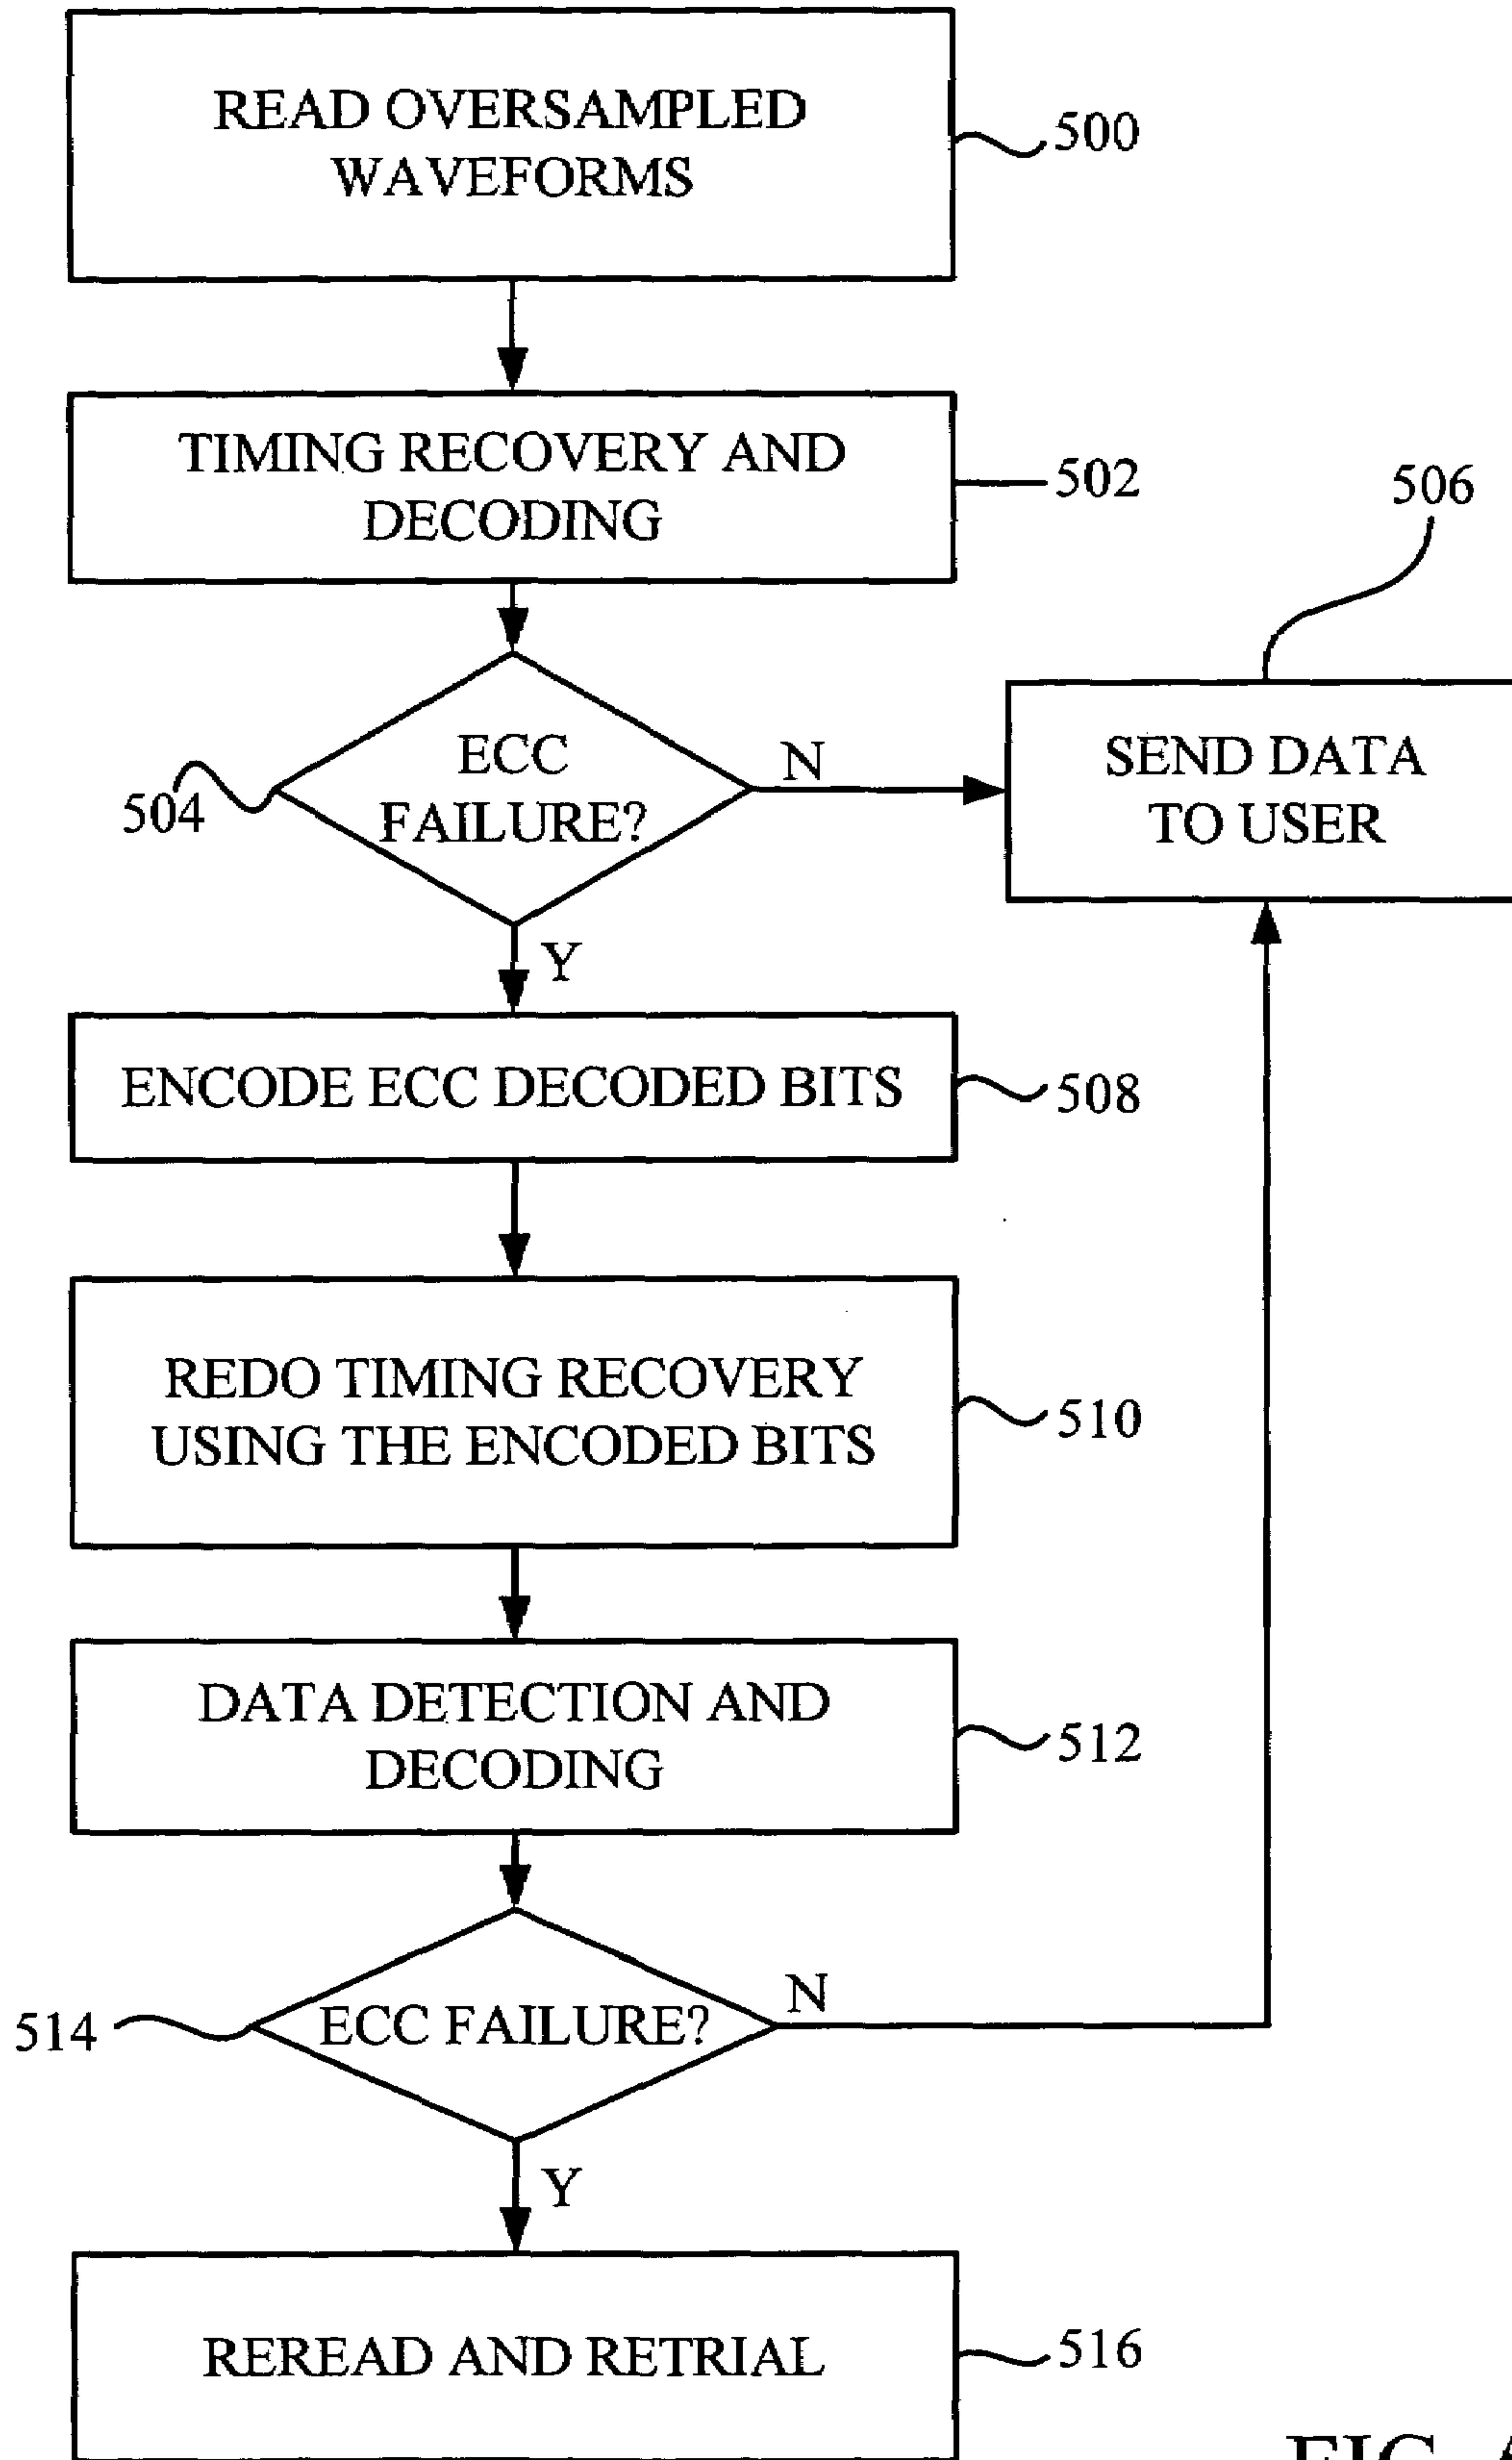 READ OVERSAMPLED
WAVEFORMS
500
TIMING RECOVERY AND
DECODING
502
506
ECC
FAILURE?
504
N
SEND DATA
TO USER
Y
ENCODE ECC DECODED BITS
508
REDO TIMING RECOVERY
USING THE ENCODED BITS
510
DATA DETECTION AND
DECODING
512
ECC FAILURE?
514
N
Y
REREAD AND RETRIAL
516
FIG.